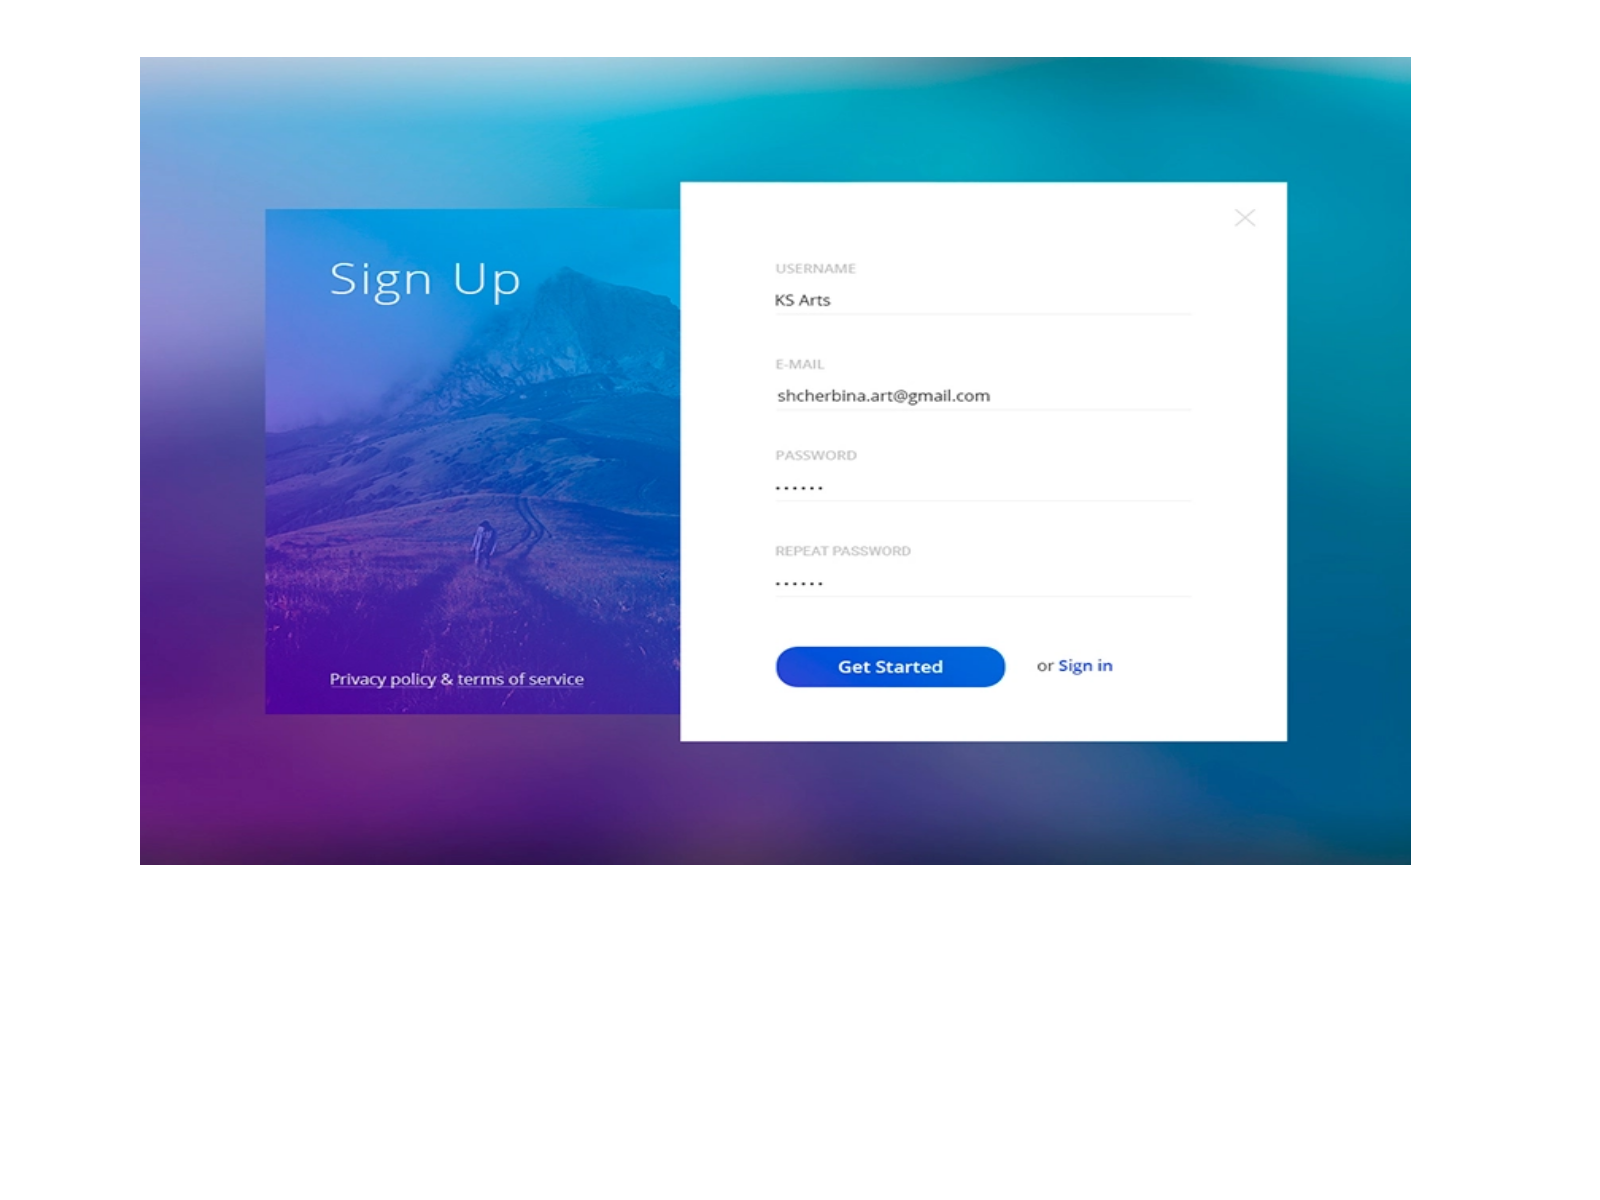 Sign Up
Privacy policy & terms of service
USERNAME
KS Arts
E-MAIL
shcherbina.art@gmail.com
PASSWORD
······
REPEAT PASSWORD
······
Get Started
or Sign in